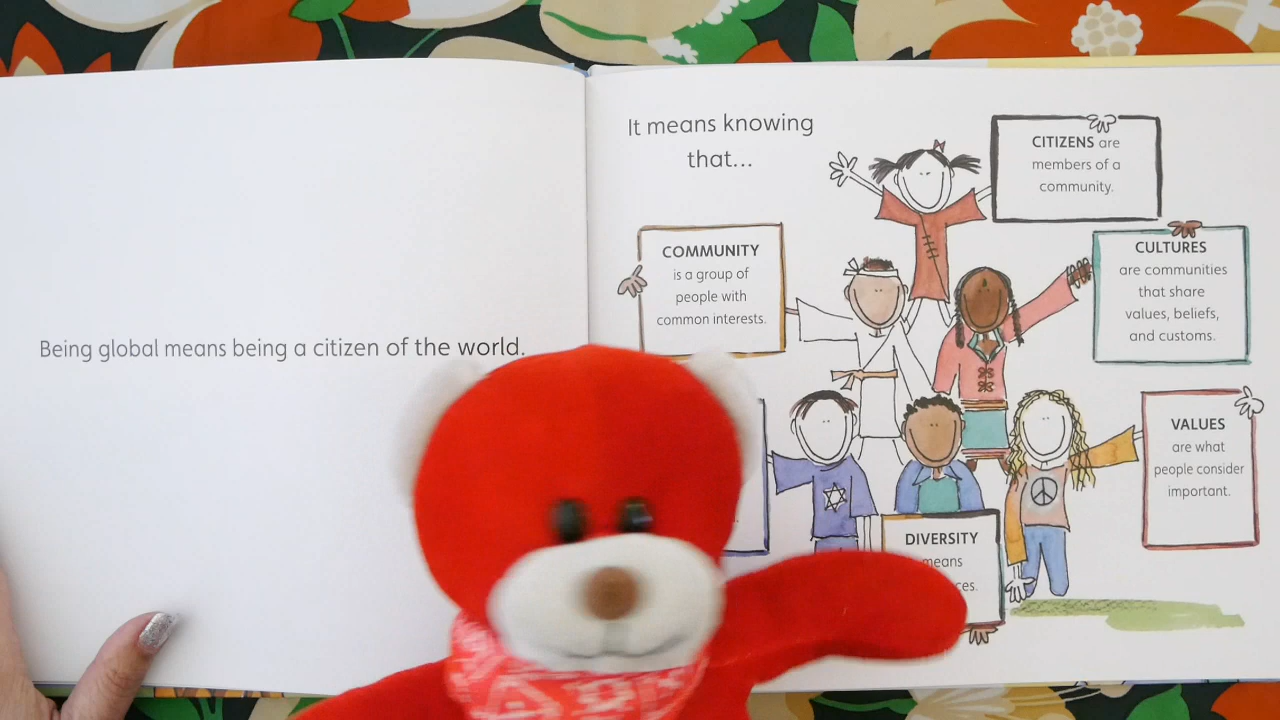 Being global means being a citizen of the world.
It means knowing
that...
CITIZENS are
members of a
community.
COMMUNITY
is a group of
people with
common interests.
CULTURES
are communities
that share
values, beliefs,
and customs.
VALUES
are what
people consider
important.
DIVERSITY
means